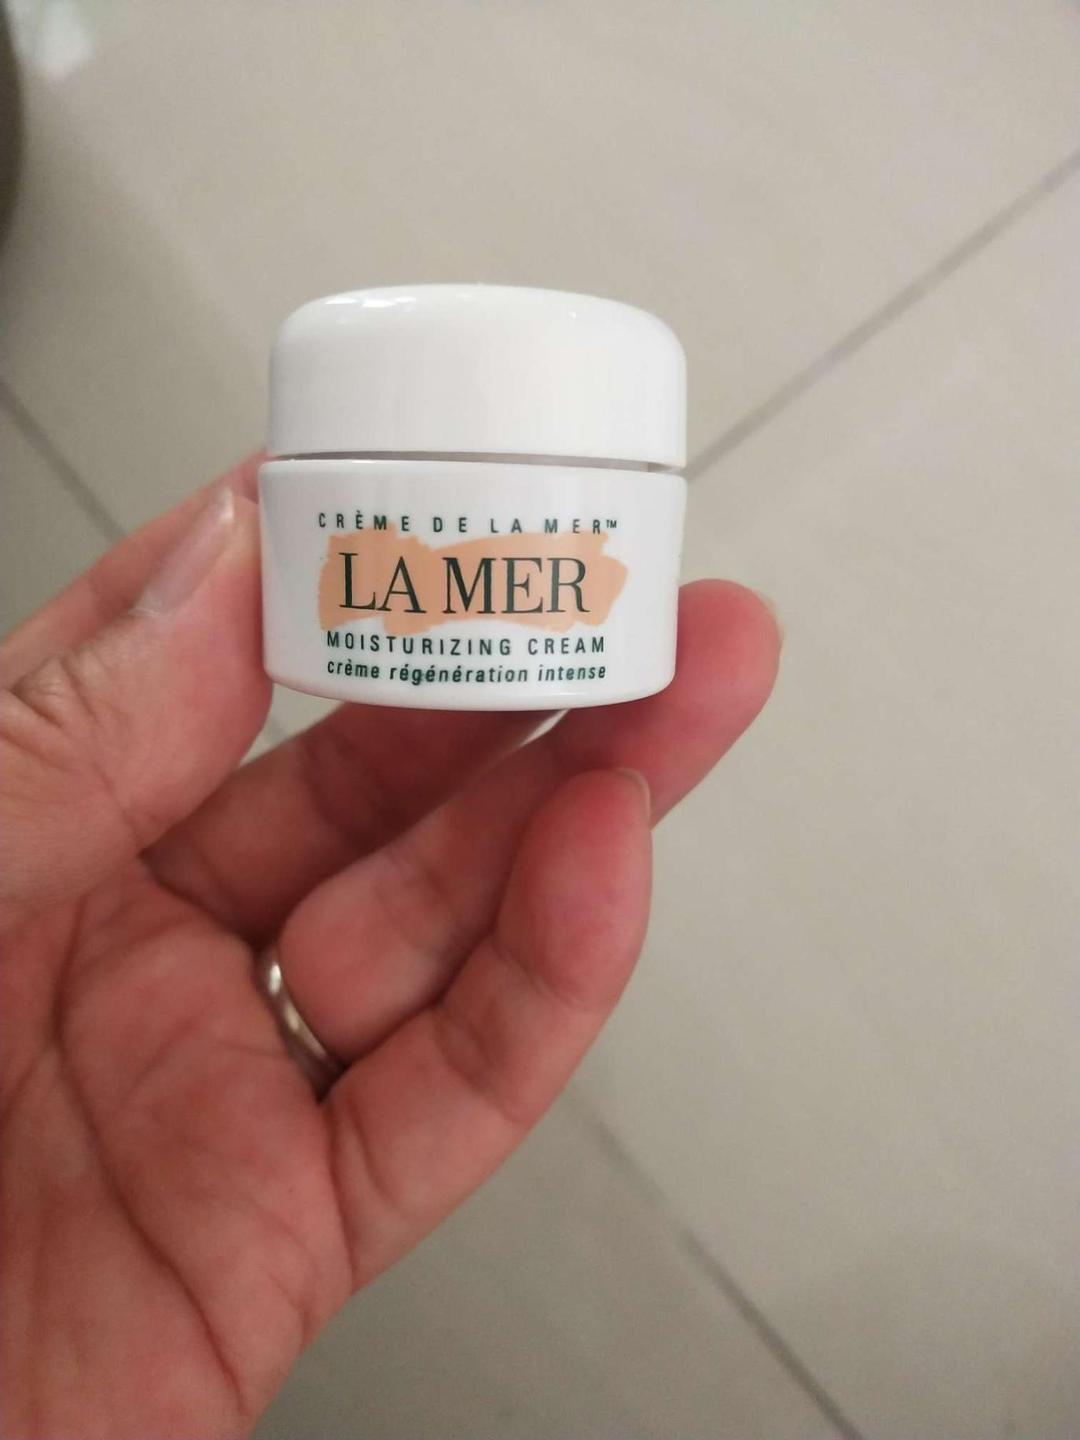 CRÈME DE LA MER™
LA MER
MOISTURIZING CREAM
crème régénération intense